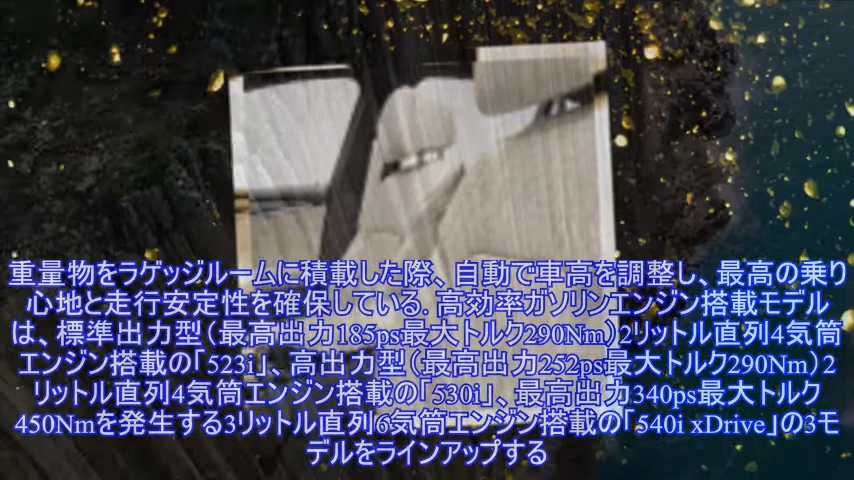 重量物をラゲッジルームに積載した際、自動で車高を調整し、最高の乗り
心地と走行安定性を確保している. 高効率ガソリンエンジン搭載モデル
は、標準出力型（最高出力185ps最大トルク290Nm）2リットル直列4気筒
エンジン搭載の「523i」、高出力型（最高出力252ps最大トルク290Nm）2
リットル直列4気筒エンジン搭載の「530i」、最高出力340ps最大トルク
450Nmを発生する3リットル直列6気筒エンジン搭載の「540i xDrive」の3モ
デルをラインアップする